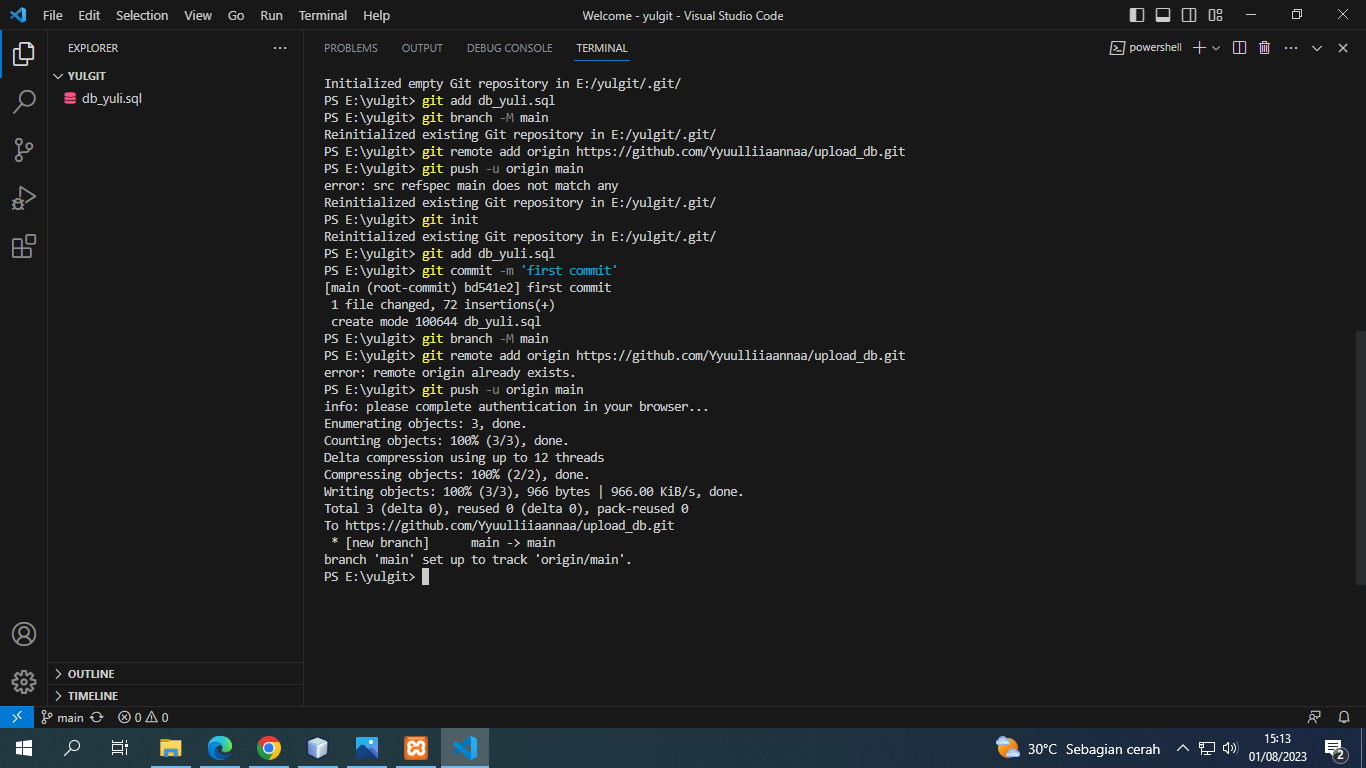 File Edit Selection View Go Run Terminal Help
Welcome - yulgit - Visual Studio Code
EXPLORER
YULGIT
db_yuli.sql
OUTLINE
TIMELINE
PROBLEMS OUTPUT DEBUG CONSOLE TERMINAL
powershell
Initialized empty Git repository in E:/yulgit/.git/
PS E:\yulgit> git add db_yuli.sql
PS E:\yulgit> git branch -M main
Reinitialized existing Git repository in E:/yulgit/.git/
PS E:\yulgit> git remote add origin https://github.com/Yyuulliiaannaa/upload_db.git
PS E:\yulgit> git push -u origin main
error: src refspec main does not match any
Reinitialized existing Git repository in E:/yulgit/.git/
PS E:\yulgit> git init
Reinitialized existing Git repository in E:/yulgit/.git/
PS E:\yulgit> git add db_yuli.sql
PS E:\yulgit> git commit -m 'first commit'
[main (root-commit) bd541e2] first commit
1 file changed, 72 insertions(+)
create mode 100644 db_yuli.sql
PS E:\yulgit> git branch -M main
PS E:\yulgit> git remote add origin https://github.com/Yyuulliiaannaa/upload_db.git
error: remote origin already exists.
PS E:\yulgit> git push -u origin main
info: please complete authentication in your browser...
Enumerating objects: 3, done.
Counting objects: 100% (3/3), done.
Delta compression using up to 12 threads
Compressing objects: 100% (2/2), done.
Writing objects: 100% (3/3), 966 bytes | 966.00 KiB/s, done.
Total 3 (delta 0), reused 0 (delta 0), pack-reused 0
To https://github.com/Yyuulliiaannaa/upload_db.git
* [new branch] main -> main
branch 'main' set up to track 'origin/main'.
PS E:\yulgit>
main 0 0
30°C Sebagian cerah
15:13
01/08/2023
2